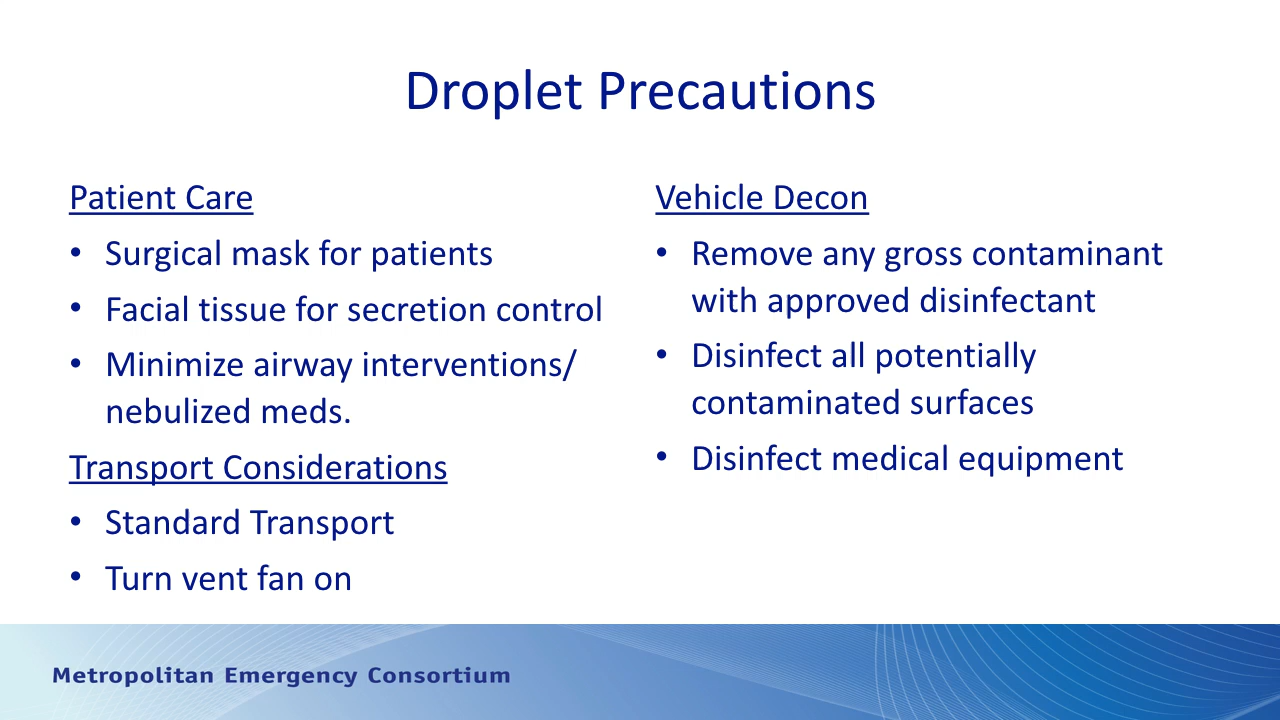 Droplet Precautions
Patient Care
• Surgical mask for patients
• Facial tissue for secretion control
• Minimize airway interventions/
nebulized meds.
Transport Considerations
• Standard Transport
• Turn vent fan on
Vehicle Decon
• Remove any gross contaminant
with approved disinfectant
• Disinfect all potentially
contaminated surfaces
• Disinfect medical equipment
Metropolitan Emergency Consortium